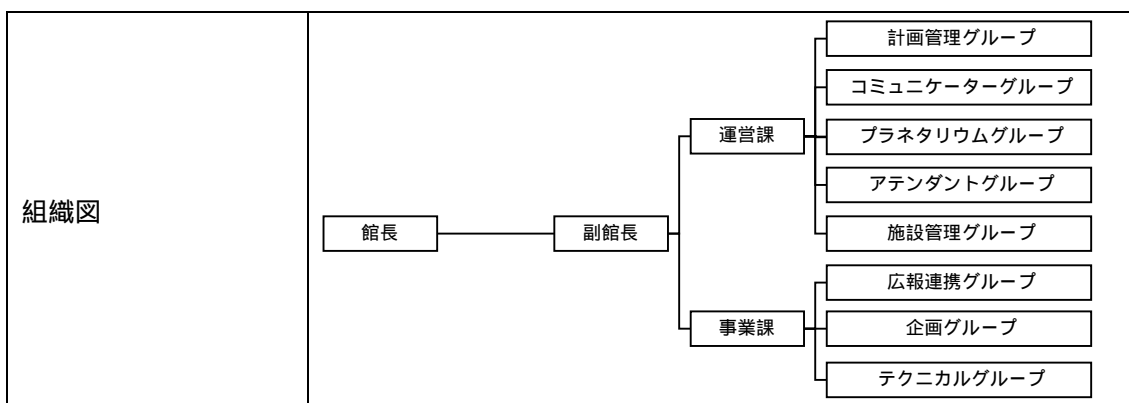 組織図
館長
副館長
運営課
計画管理グループ
コミュニケーターグループ
プラネタリウムグループ
アテンダントグループ
施設管理グループ
事業課
広報連携グループ
企画グループ
テクニカルグループ